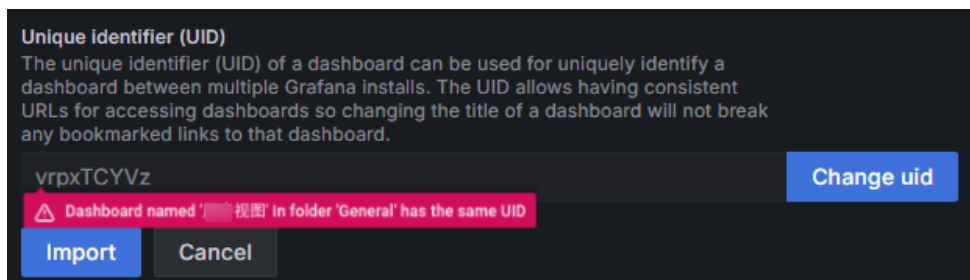 Unique identifier (UID)
The unique identifier (UID) of a dashboard can be used for uniquely identify a
dashboard between multiple Grafana installs. The UID allows having consistent
URLs for accessing dashboards so changing the title of a dashboard will not break
any bookmarked links to that dashboard.
vrpxTCYVz
Change uid
Dashboard named ' 视图' in folder 'General' has the same UID
Import
Cancel